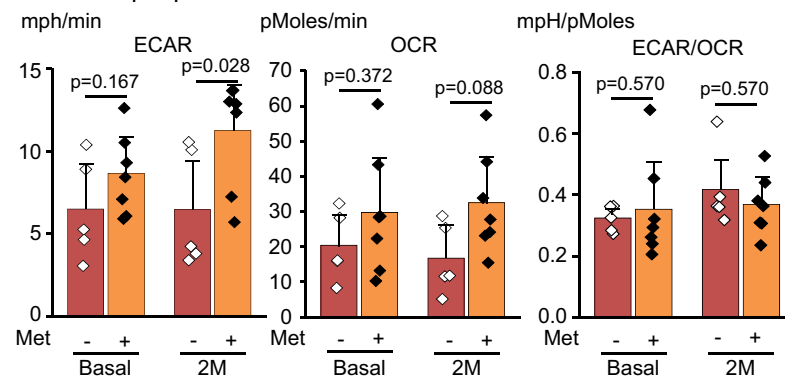 mph/min
pMoles/min
mpH/pMoles
ECAR
OCR
ECAR/OCR
p=0.167
p=0.028
p=0.372
p=0.088
p=0.570
p=0.570
15
10
5
0
70
60
50
40
30
20
10
0
0.8
0.6
0.4
0.2
0.0
Met - + - +
Basal 2M
Met - + - +
Basal 2M
Met - + - +
Basal 2M